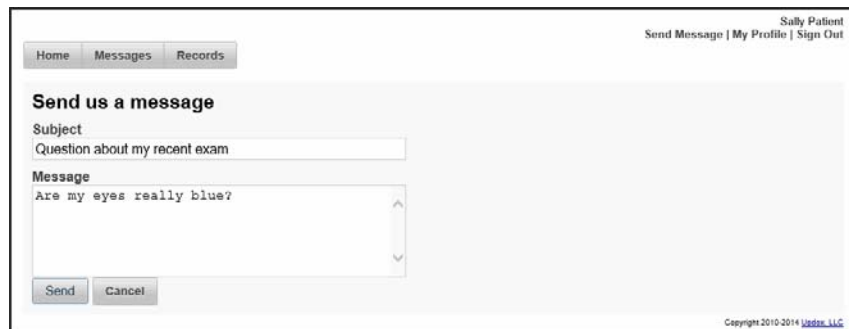 Sally Patient
Send Message | My Profile | Sign Out
Home Messages Records
Send us a message
Subject
Question about my recent exam
Message
Are my eyes really blue?
Send Cancel
Copyright 2010-2014 Updox, LLC